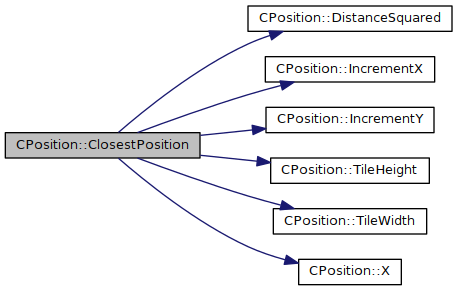 CPosition::DistanceSquared
CPosition::IncrementX
CPosition::IncrementY
CPosition::ClosestPosition
CPosition::TileHeight
CPosition::TileWidth
CPosition::X